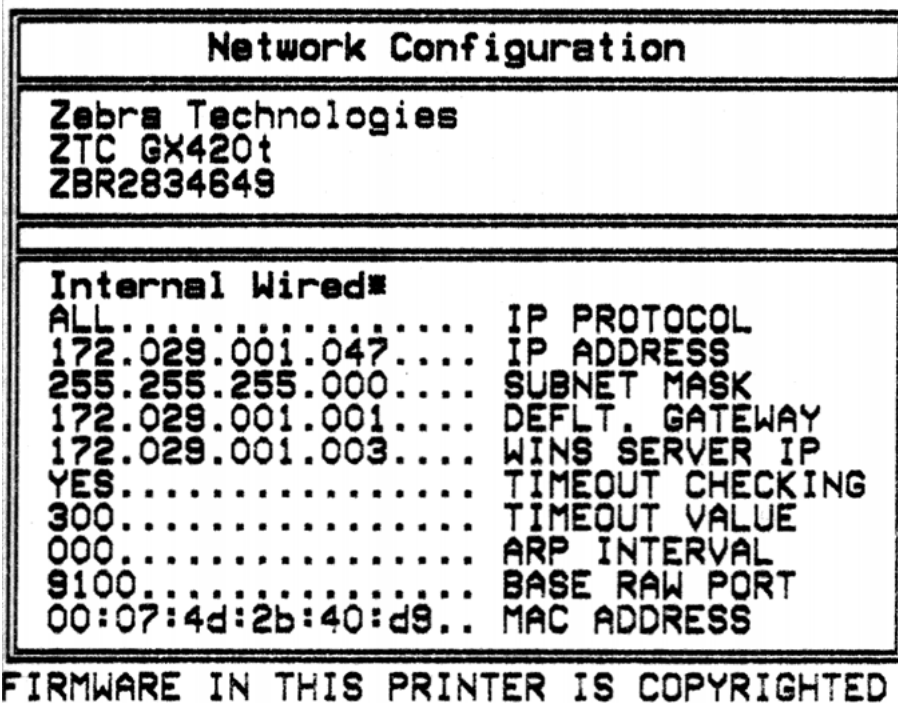 Network Configuration
Zebra Technologies
ZTC GX420t
ZBR2834649
Internal Wired*
ALL................. IP PROTOCOL
172.029.001.047.... IP ADDRESS
255.255.255.000.... SUBNET MASK
172.029.001.001.... DEFLT. GATEWAY
172.029.001.003.... WINS SERVER IP
YES................. TIMEOUT CHECKING
300................. TIMEOUT VALUE
000................. ARP INTERVAL
9100................ BASE RAW PORT
00:07:4d:2b:40:d9.. MAC ADDRESS
FIRMWARE IN THIS PRINTER IS COPYRIGHTED